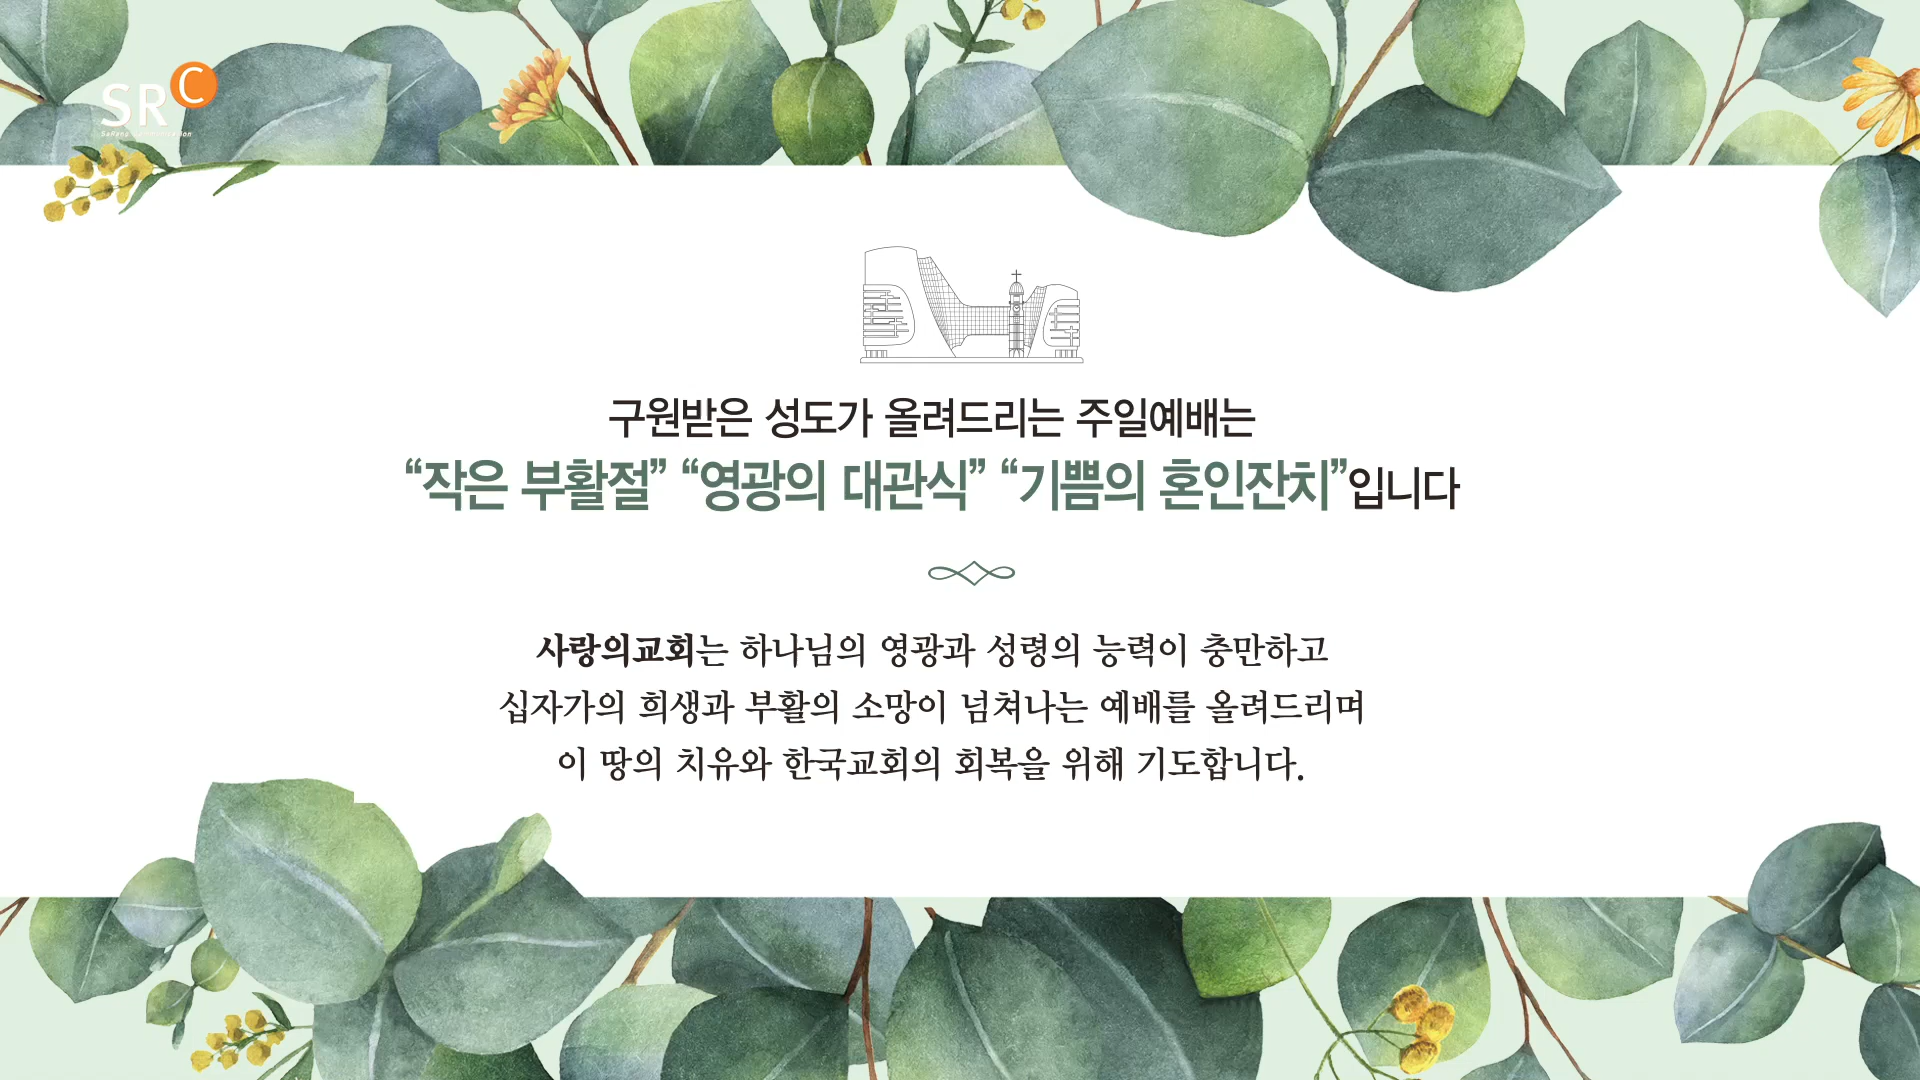 SRC
구원받은 성도가 올려드리는 주일예배는
“작은 부활절” “영광의 대관식” “기쁨의 혼인잔치”입니다
사랑의교회는 하나님의 영광과 성령의 능력이 충만하고
십자가의 희생과 부활의 소망이 넘쳐나는 예배를 올려드리며
이 땅의 치유와 한국교회의 회복을 위해 기도합니다.